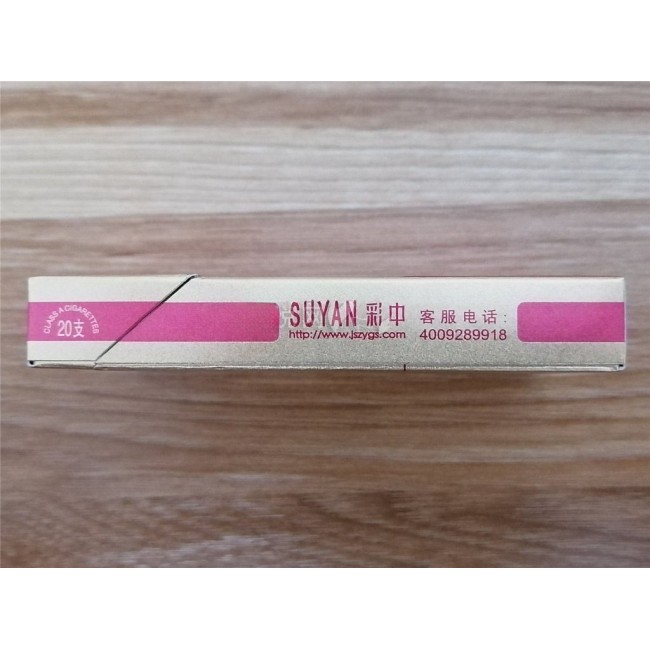 CLASS A CIGARETTES
20支
SUYAN 彩中
http://www.jszygs.com
客服电话:
4009289918